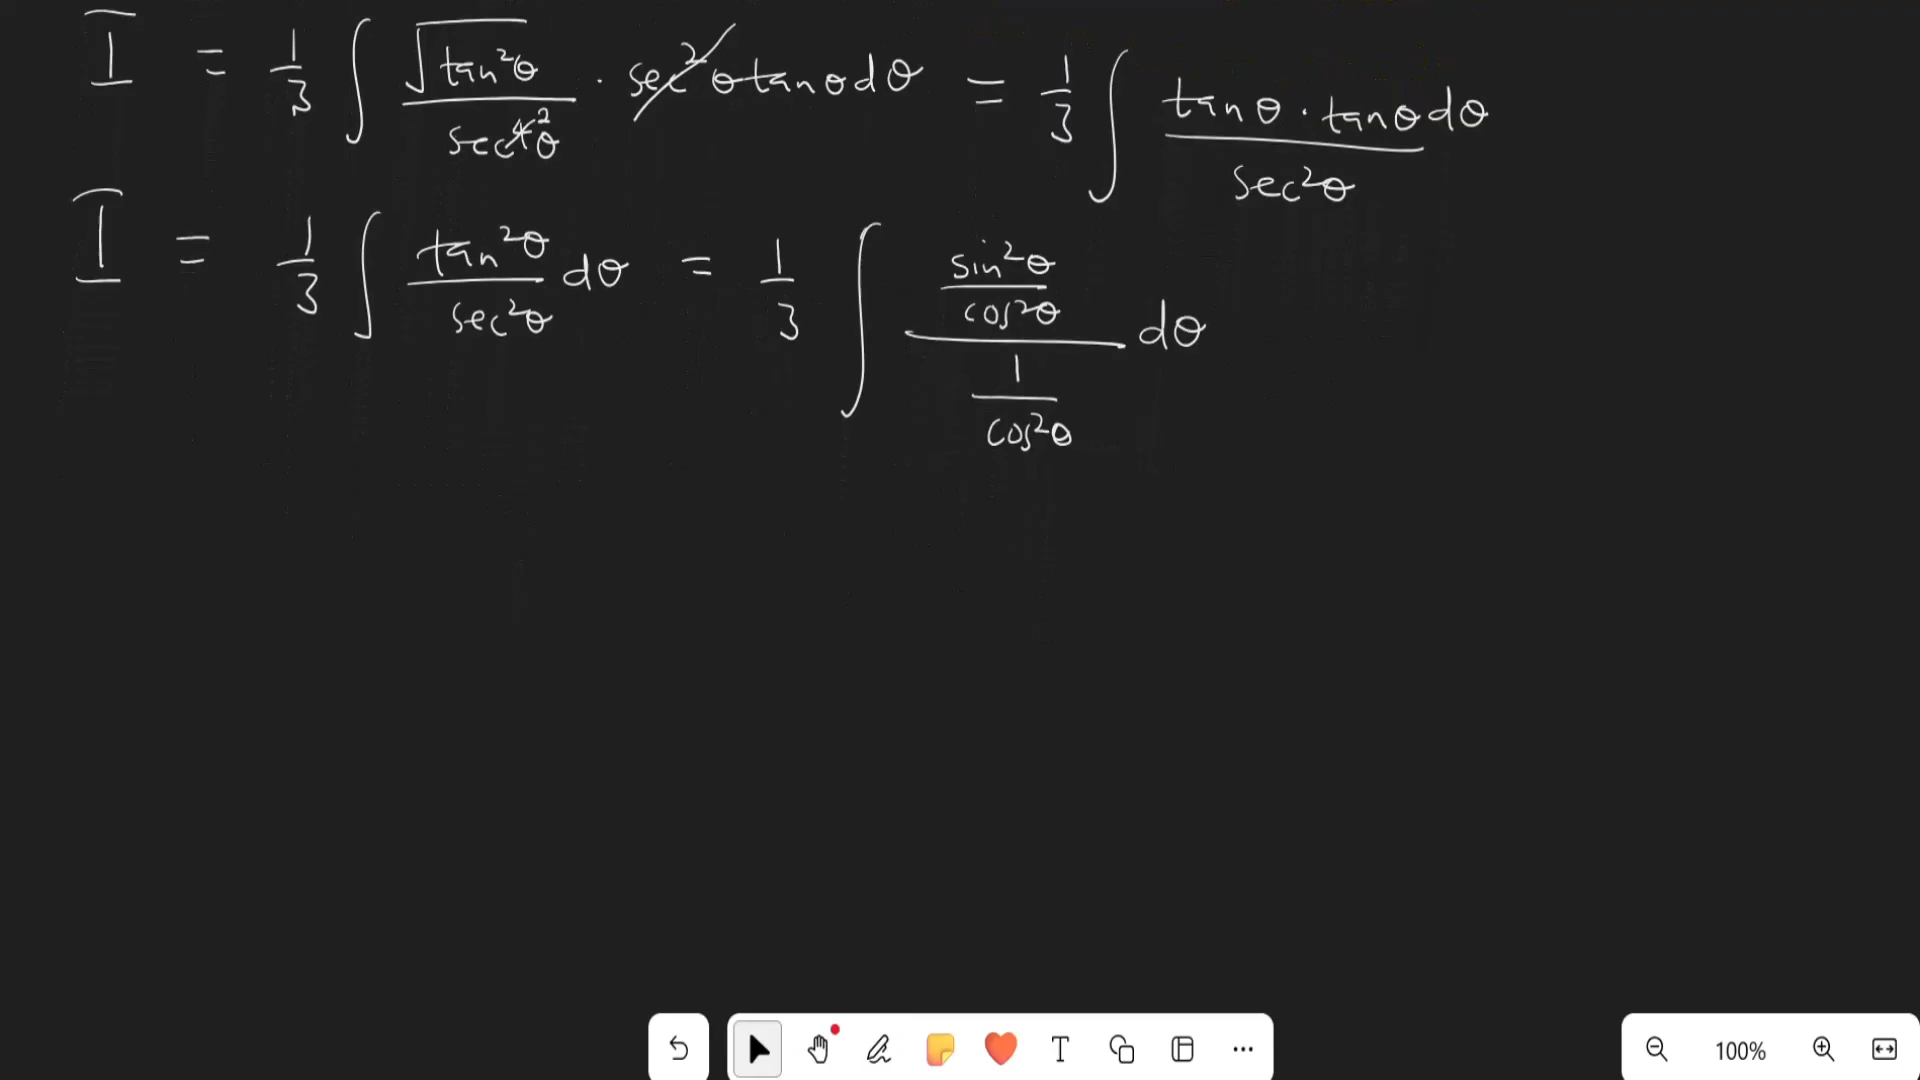 I = 1/3 ∫ √tan²θ / sec⁴²θ · sec²θ tanθ dθ = 1/3 ∫ tanθ · tanθ dθ / sec²θ
I = 1/3 ∫ tan²θ / sec²θ dθ = 1/3 ∫ (sin²θ / cos²θ) / (1 / cos²θ) dθ
T
100%